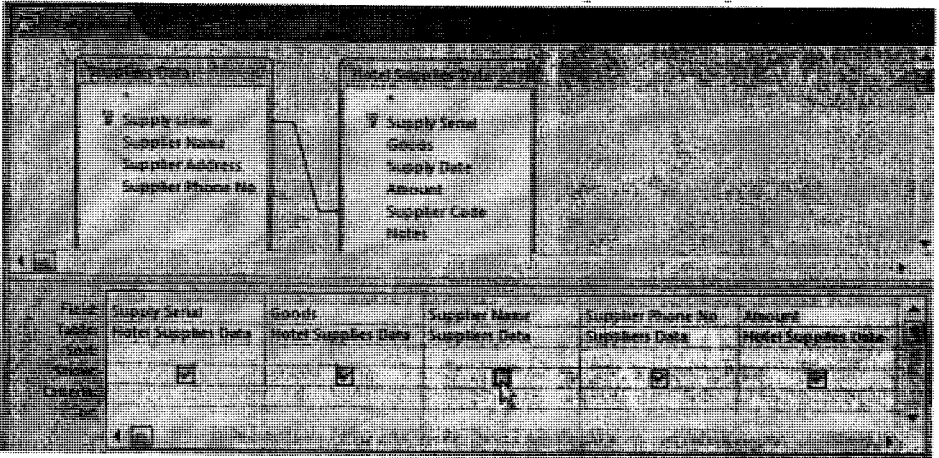 Suppliers Data
Hotel Supplies Data
*
*
Supply Serial
Supply Serial
Supplier Name
Goods
Supplier Address
Supply Date
Supplier Phone No
Amount
Supplier Code
Notes
Field: Supply Serial Goods Supplier Name Supplier Phone No Amount
Table: Hotel Supplies Data Hotel Supplies Data Suppliers Data Suppliers Data Hotel Supplies Data
Sort:
Show:
Criteria:
or: